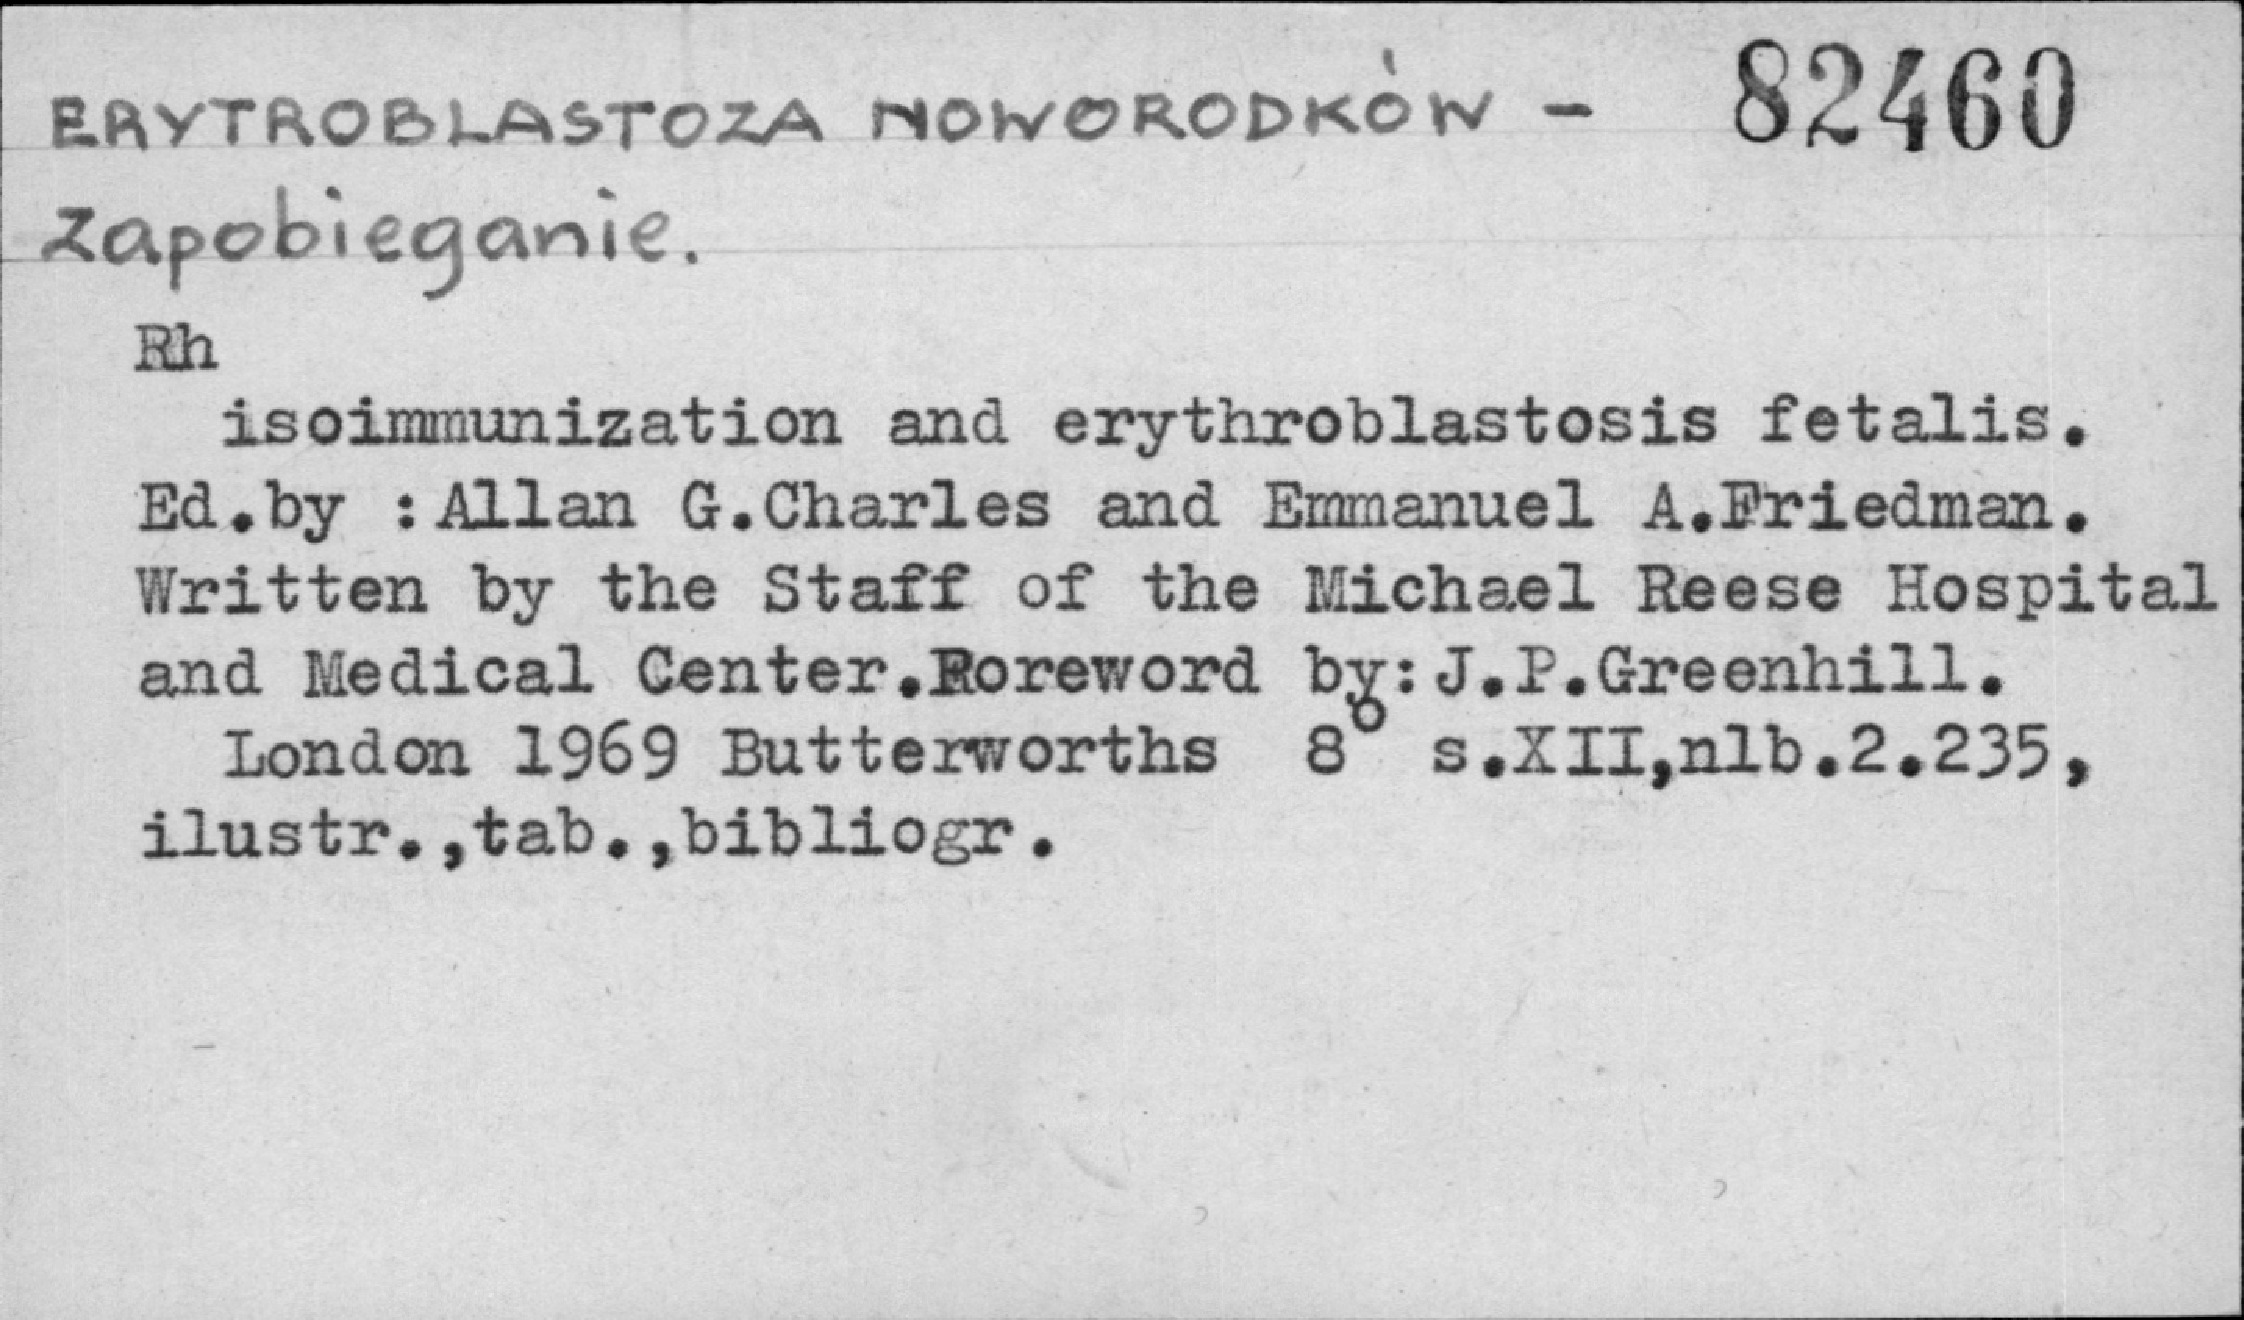 ERYTROBLASTOZA NOWORODKÓW - 82460
zapobieganie.
Rh
isoimmunization and erythroblastosis fetalis.
Ed.by :Allan G.Charles and Emmanuel A.Friedman.
Written by the Staff of the Michael Reese Hospital
and Medical Center.Foreword by:J.P.Greenhill.
London 1969 Butterworths 8° s.XII,nlb.2.235,
ilustr.,tab.,bibliogr.